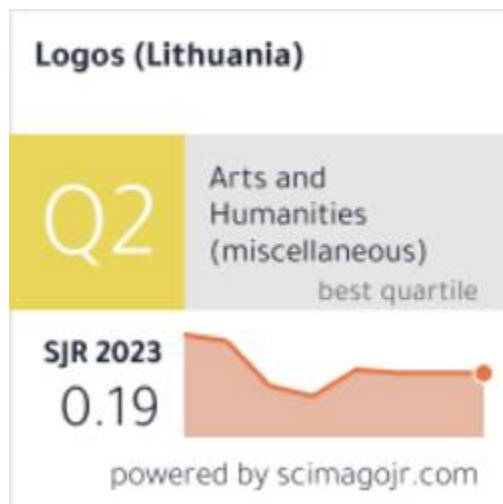 Logos (Lithuania)
Q2
Arts and
Humanities
(miscellaneous)
best quartile
SJR 2023
0.19
powered by scimagojr.com